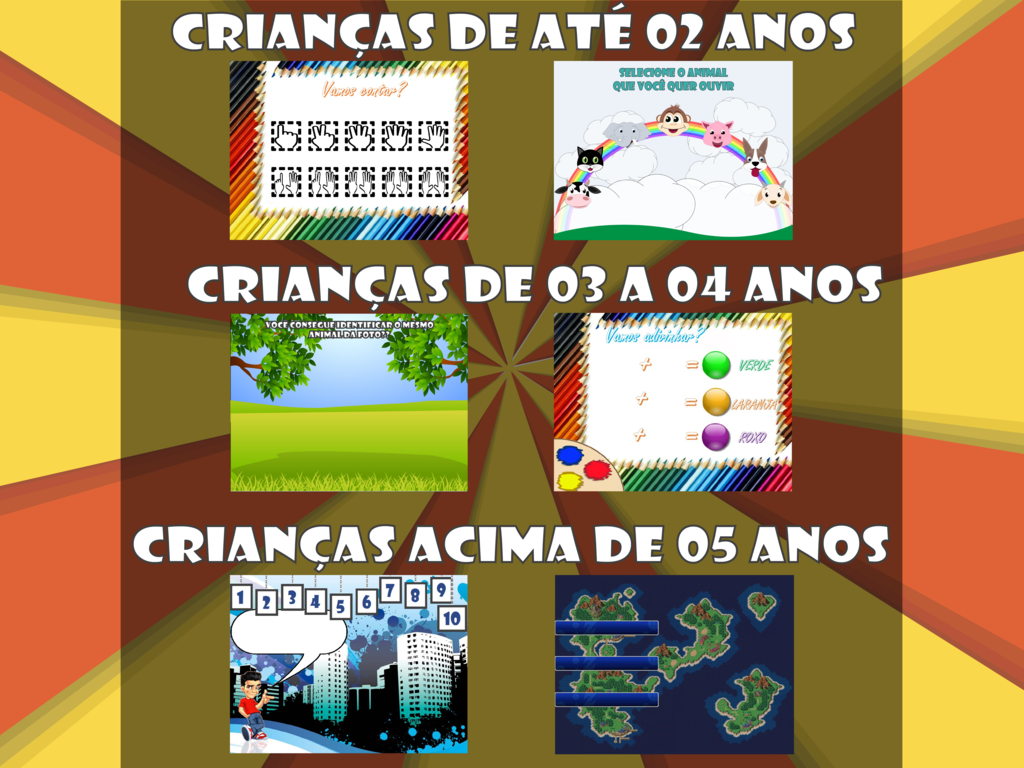 CRIANÇAS DE ATÉ 02 ANOS
Vamos contar?
SELECIONE O ANIMAL
QUE VOCÊ QUER OUVIR
CRIANÇAS DE 03 A 04 ANOS
VOCE CONSEGUE IDENTIFICAR O MESMO
ANIMAL DA FOTO??
Vamos adivinhar?
+ = VERDE
+ = LARANJA
+ = ROXO
CRIANÇAS ACIMA DE 05 ANOS
1 2 3 4 5 6 7 8 9 10